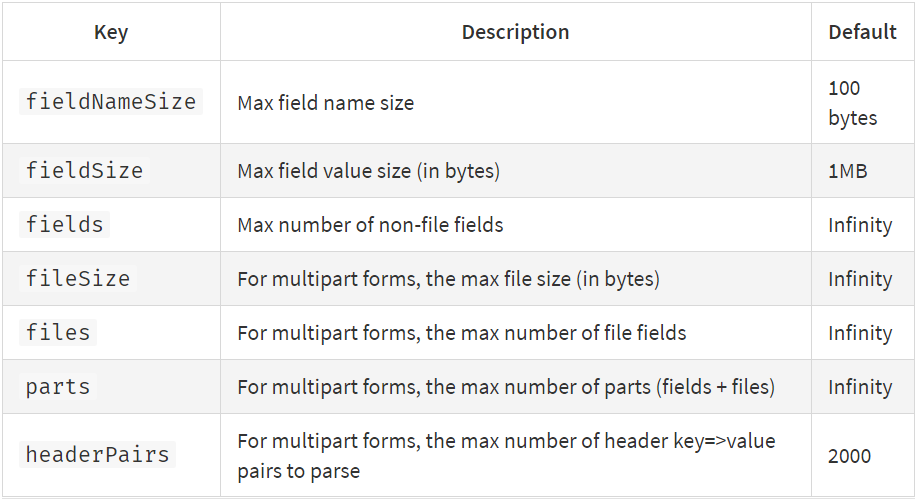 Key Description Default
fieldNameSize Max field name size 100
bytes
fieldSize Max field value size (in bytes) 1MB
fields Max number of non-file fields Infinity
fileSize For multipart forms, the max file size (in bytes) Infinity
files For multipart forms, the max number of file fields Infinity
parts For multipart forms, the max number of parts (fields + files) Infinity
headerPairs For multipart forms, the max number of header key=>value
pairs to parse 2000